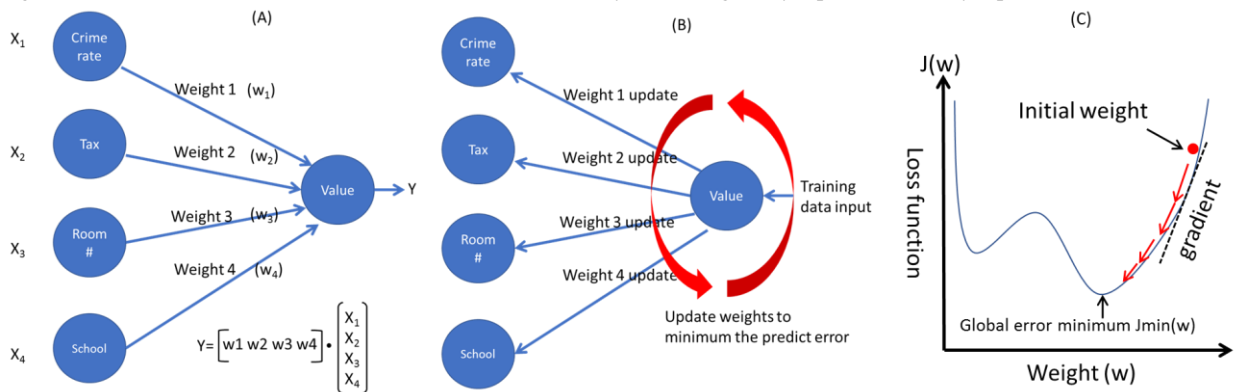 (A)
X1
Crime
rate
Weight 1 (w1)
X2
Tax
Weight 2 (w2)
Value
Y
X3
Room
#
Weight 3 (w3)
Weight 4 (w4)
X4
School
Y= [w1 w2 w3 w4] • [X1
X2
X3
X4]
(B)
Crime
rate
Weight 1 update
Tax
Weight 2 update
Value
Training
data input
Room
#
Weight 3 update
Weight 4 update
School
Update weights to
minimum the predict error
(C)
J(w)
Initial weight
Loss function
gradient
Global error minimum Jmin(w)
Weight (w)